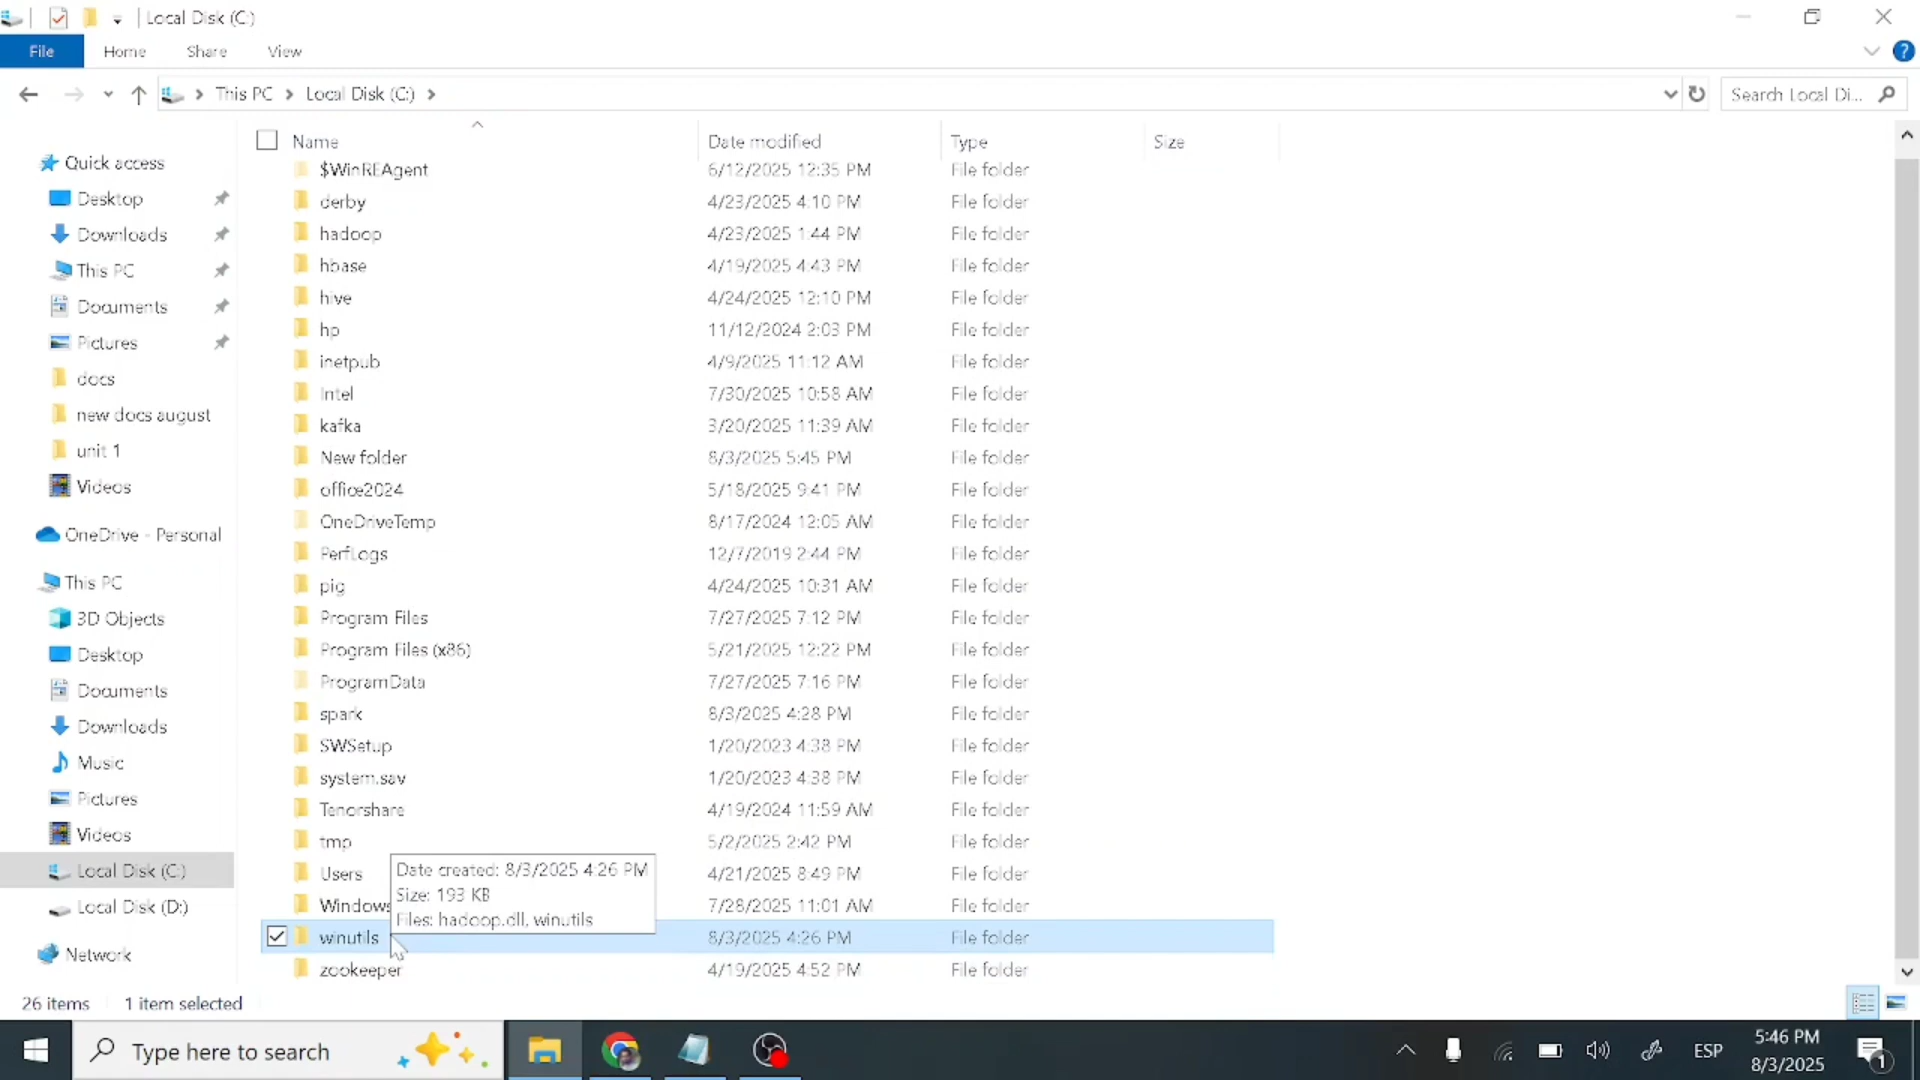 Local Disk (C:)
File Home Share View
This PC Local Disk (C:) Search Local Di...
Name Date modified Type Size
Quick access
Desktop
Downloads
This PC
Documents
Pictures
docs
new docs august
unit 1
Videos
OneDrive - Personal
This PC
3D Objects
Desktop
Documents
Downloads
Music
Pictures
Videos
Local Disk (C:)
Local Disk (D:)
Network
$WinREAgent 6/12/2025 12:35 PM File folder
derby 4/23/2025 4:10 PM File folder
hadoop 4/23/2025 1:44 PM File folder
hbase 4/19/2025 4:43 PM File folder
hive 4/24/2025 12:10 PM File folder
hp 11/12/2024 2:03 PM File folder
inetpub 4/9/2025 11:12 AM File folder
Intel 7/30/2025 10:58 AM File folder
kafka 3/20/2025 11:39 AM File folder
New folder 8/3/2025 5:45 PM File folder
office2024 5/18/2025 9:41 PM File folder
OneDriveTemp 8/17/2024 12:05 AM File folder
PerfLogs 12/7/2019 2:44 PM File folder
pig 4/24/2025 10:31 AM File folder
Program Files 7/27/2025 7:12 PM File folder
Program Files (x86) 5/21/2025 12:22 PM File folder
ProgramData 7/27/2025 7:16 PM File folder
spark 8/3/2025 4:28 PM File folder
SWSetup 1/20/2023 4:38 PM File folder
system.sav 1/20/2023 4:38 PM File folder
Tenorshare 4/19/2024 11:59 AM File folder
tmp 5/2/2025 2:42 PM File folder
Users 4/21/2025 8:49 PM File folder
Windows 7/28/2025 11:01 AM File folder
winutils 8/3/2025 4:26 PM File folder
zookeeper 4/19/2025 4:52 PM File folder
Date created: 8/3/2025 4:26 PM
Size: 193 KB
Files: hadoop.dll, winutils
26 items 1 item selected
Type here to search ESP 5:46 PM
8/3/2025
1